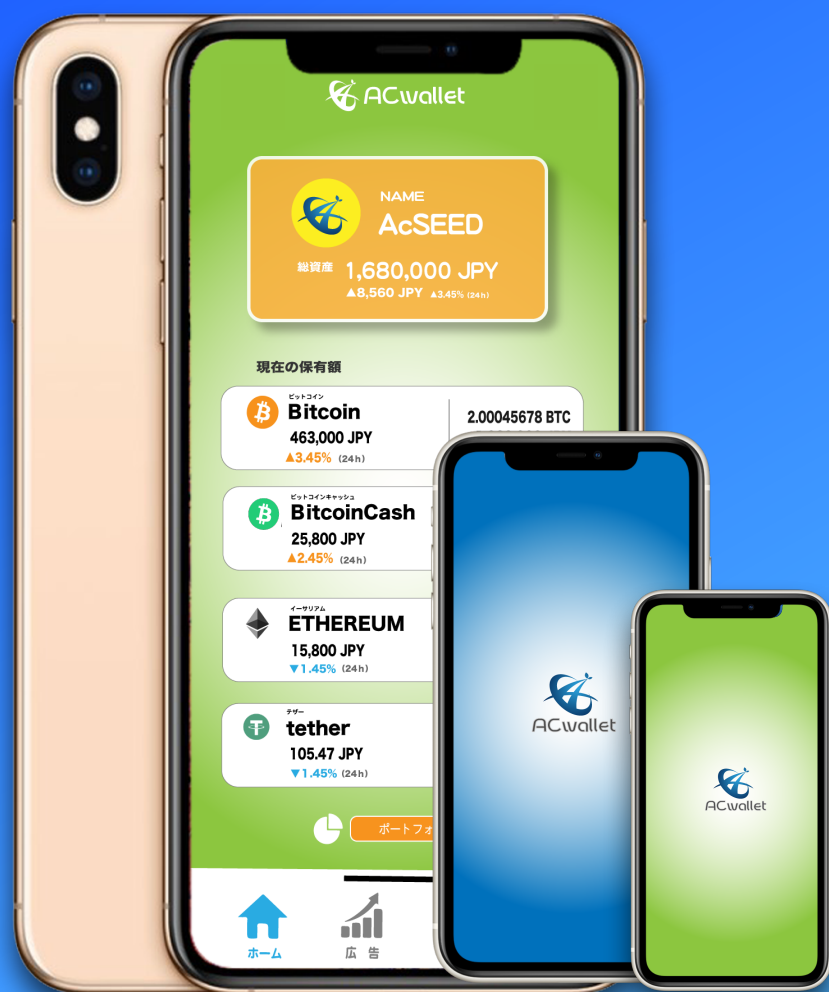 ACwallet
NAME
AcSEED
総資産 1,680,000 JPY
▲8,560 JPY ▲3.45% (24h)
現在の保有額
ビットコイン
Bitcoin
463,000 JPY
▲3.45% (24h)
2.00045678 BTC
ビットコインキャッシュ
BitcoinCash
25,800 JPY
▲2.45% (24h)
イーサリアム
ETHEREUM
15,800 JPY
▼1.45% (24h)
テザー
tether
105.47 JPY
▼1.45% (24h)
ポートフォ
ホーム
広告
ACwallet
ACwallet